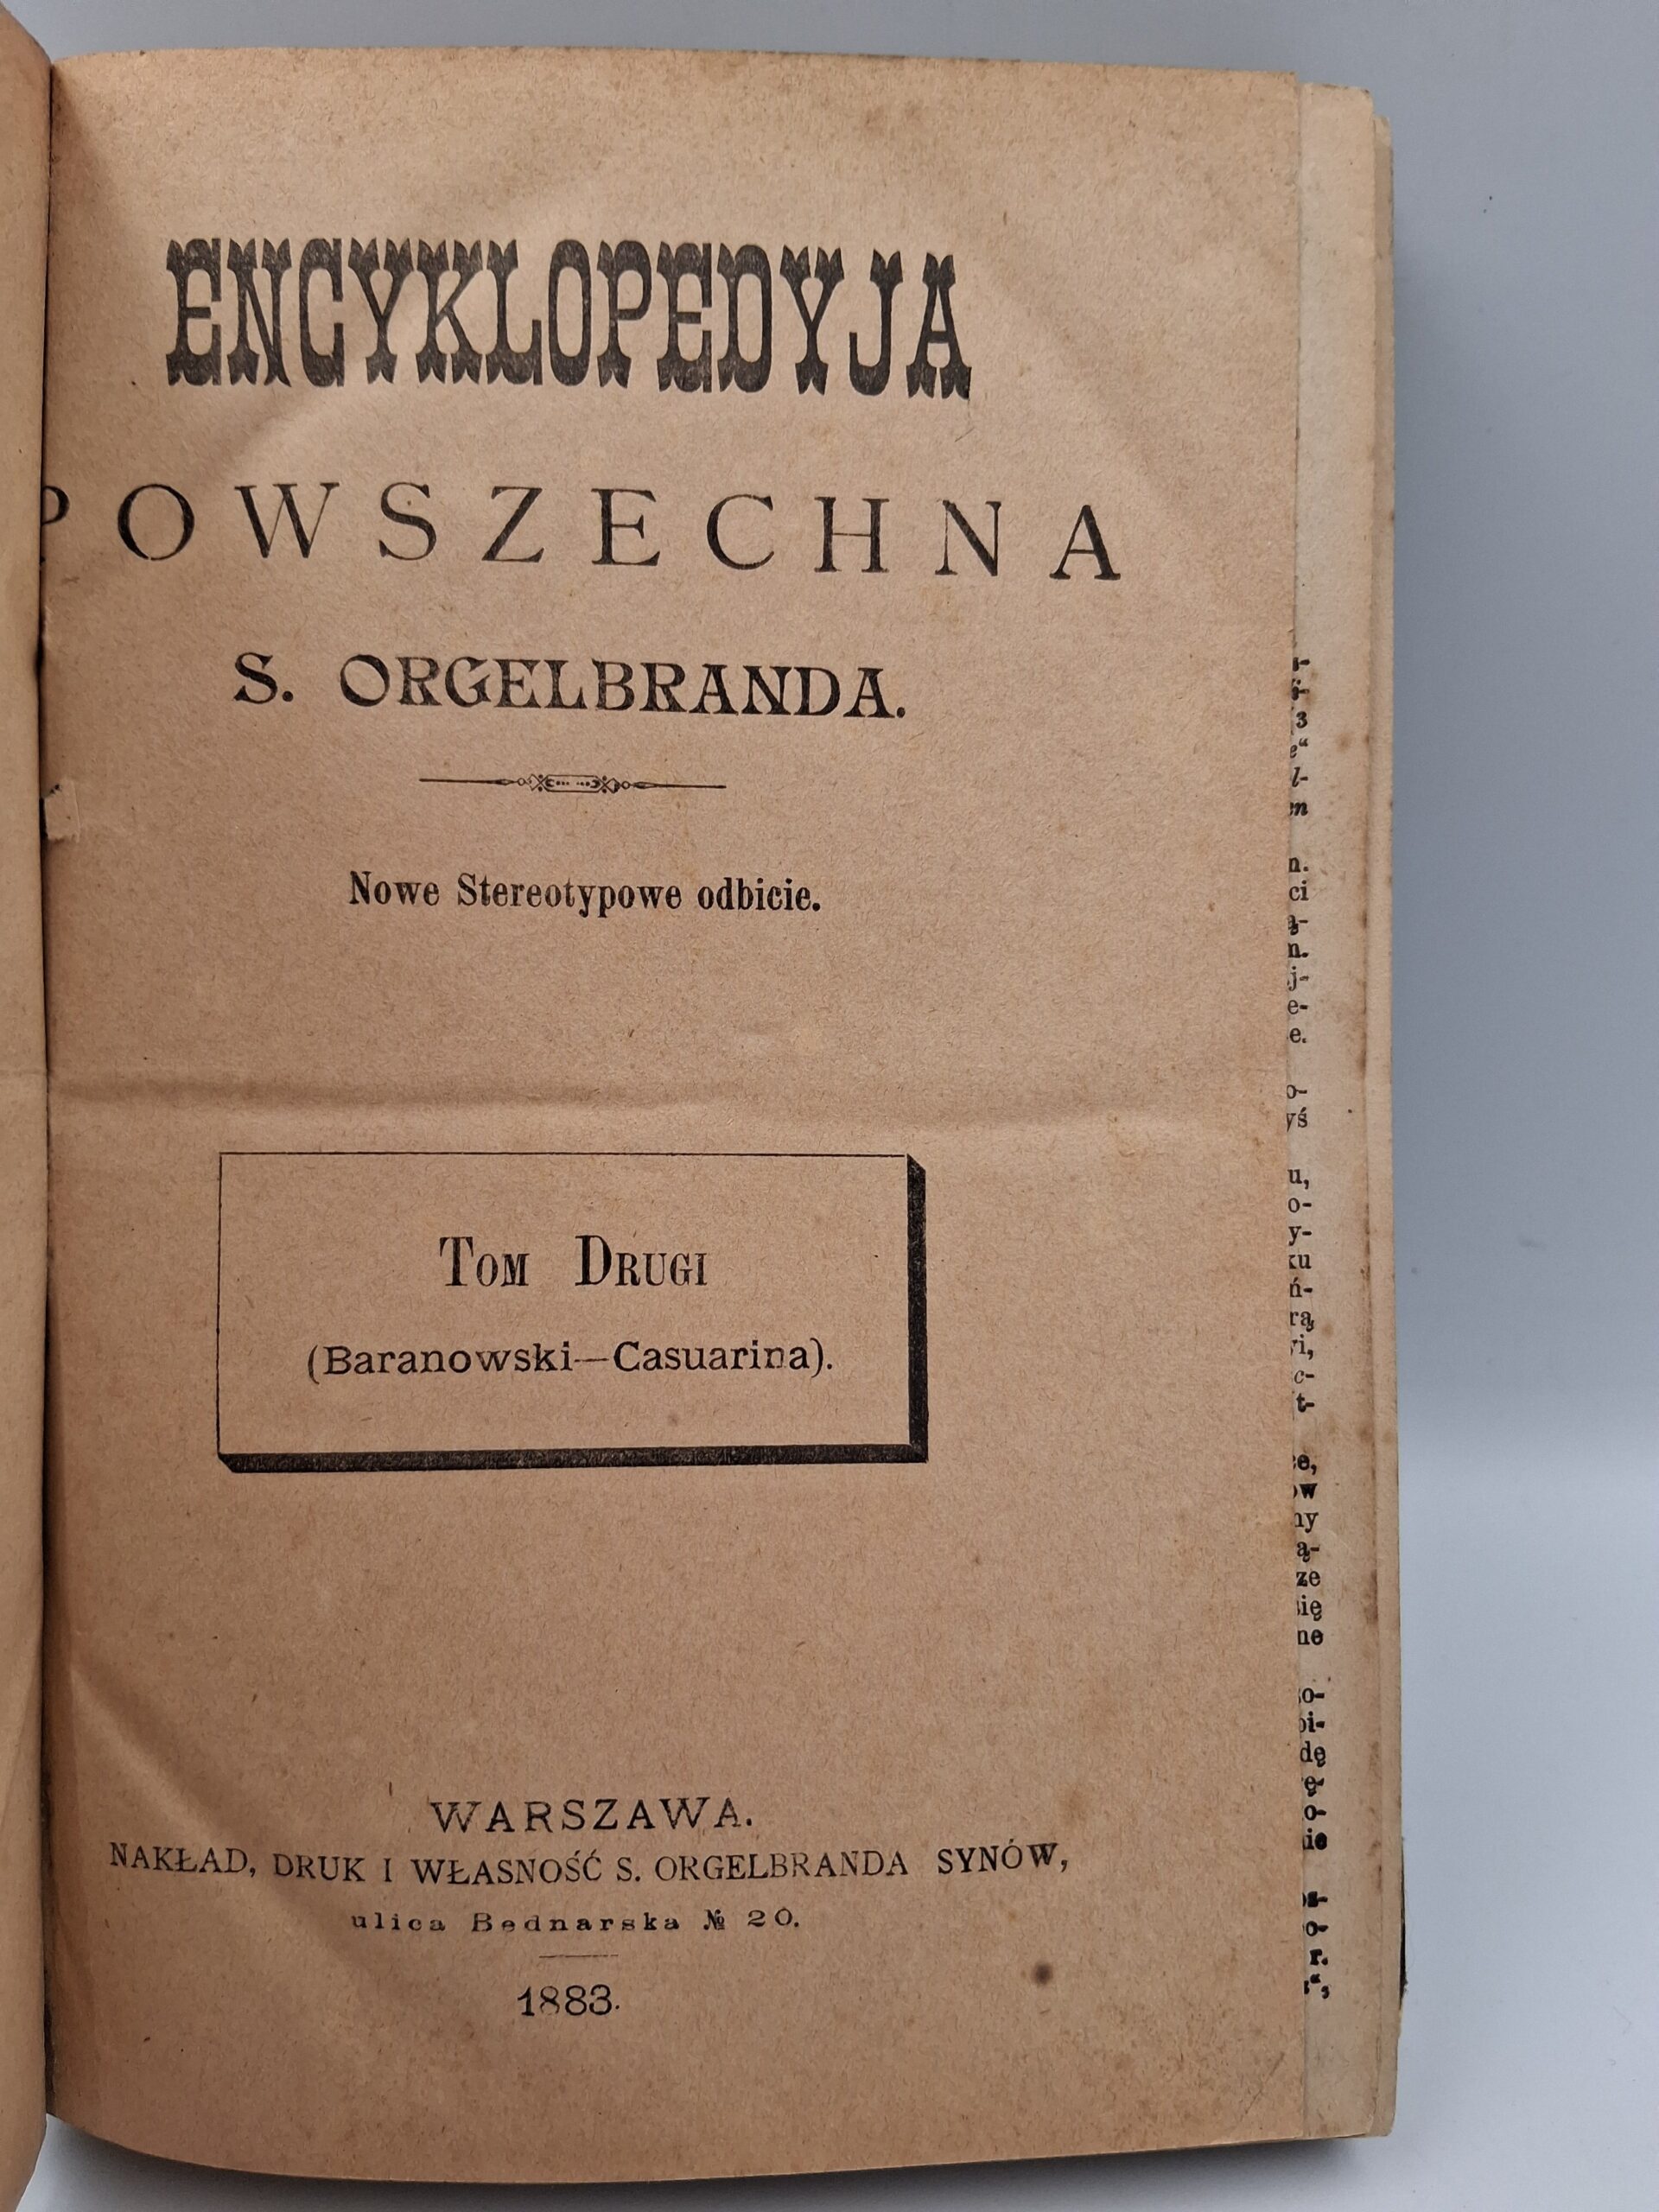 ENCYKLOPEDYJA
POWSZECHNA
S. ORGELBRANDA.
Nowe Stereotypowe odbicie.
TOM DRUGI
(Baranowski—Casuarina).
WARSZAWA.
NAKŁAD, DRUK I WŁASNOŚĆ S. ORGELBRANDA SYNÓW,
ulica Bednarska № 20.
1883.